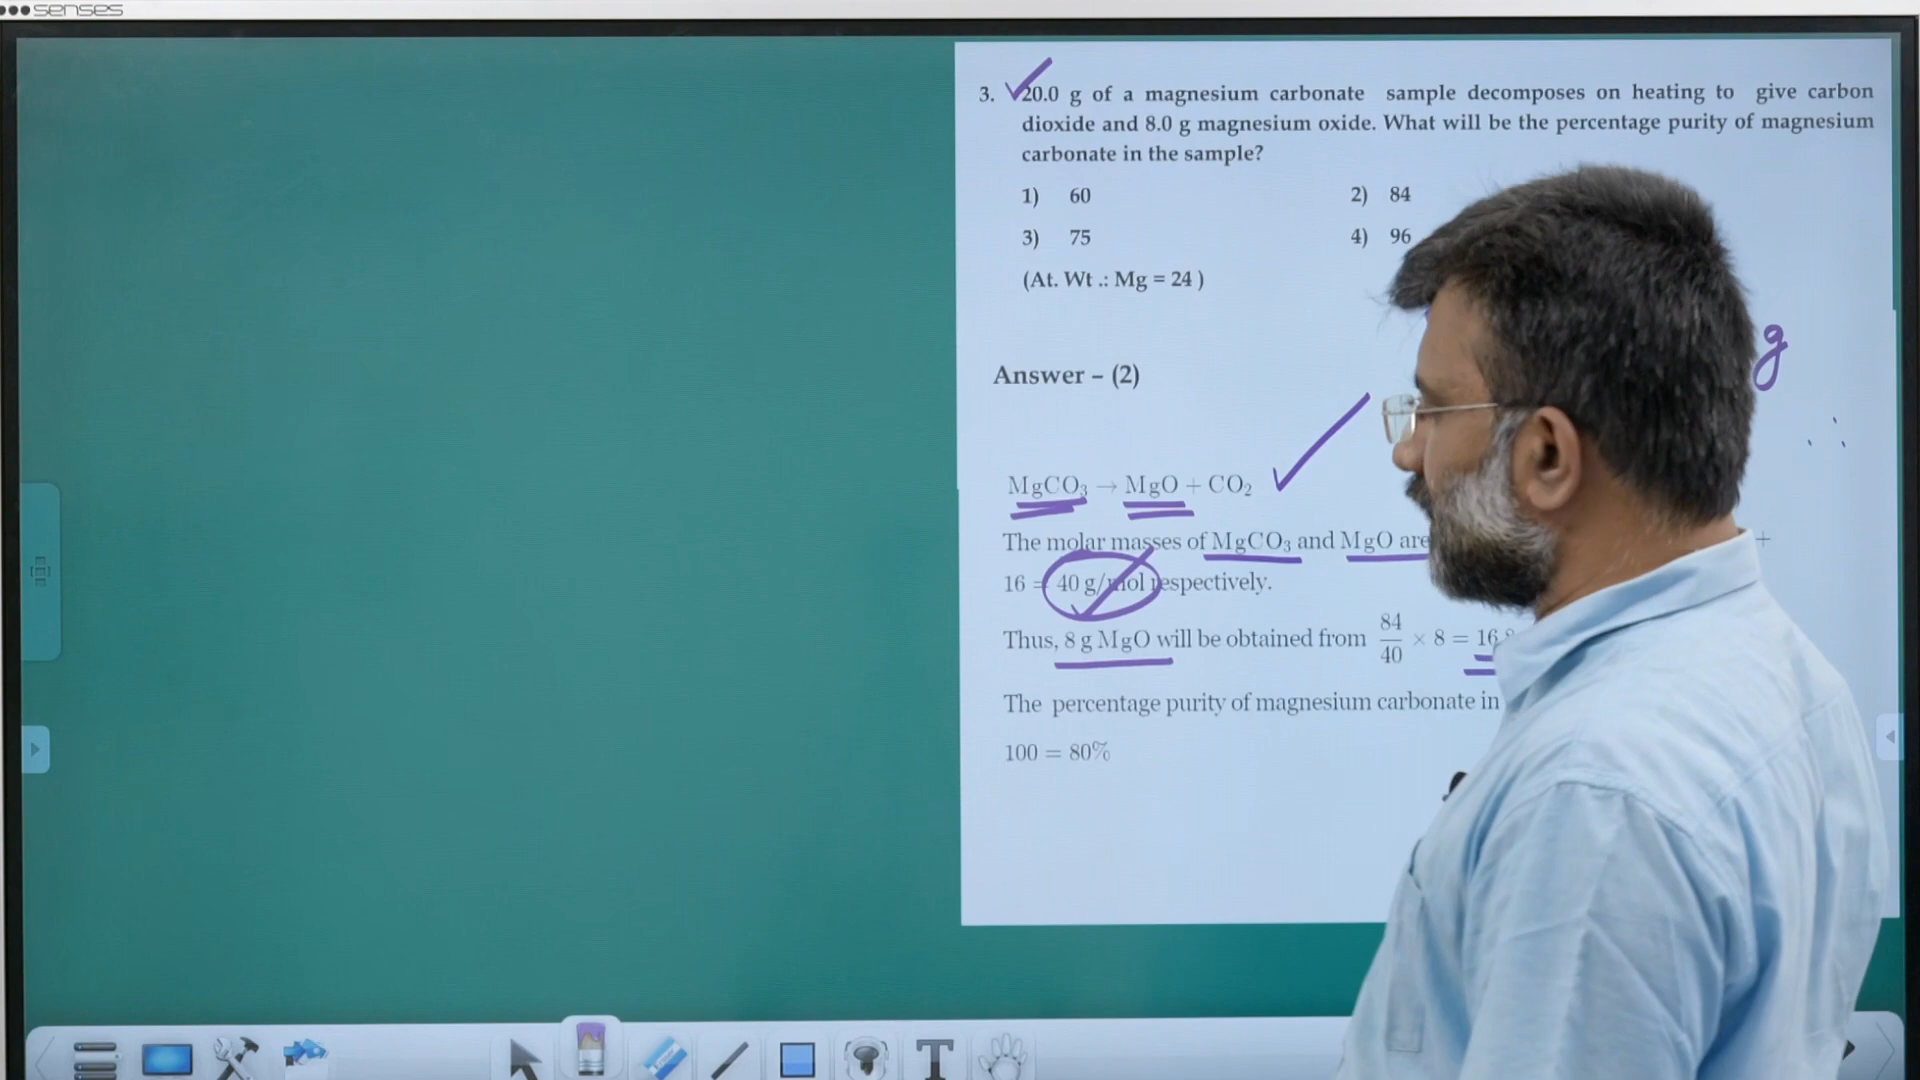 senses
3. 20.0 g of a magnesium carbonate sample decomposes on heating to give carbon
dioxide and 8.0 g magnesium oxide. What will be the percentage purity of magnesium
carbonate in the sample?
1) 60 2) 84
3) 75 4) 96
(At. Wt .: Mg = 24 )
g
Answer – (2)
MgCO₃ → MgO + CO₂
The molar masses of MgCO₃ and MgO are +
16 = 40 g/mol respectively.
Thus, 8 g MgO will be obtained from 84/40 × 8 = 16
The percentage purity of magnesium carbonate in
100 = 80%
T